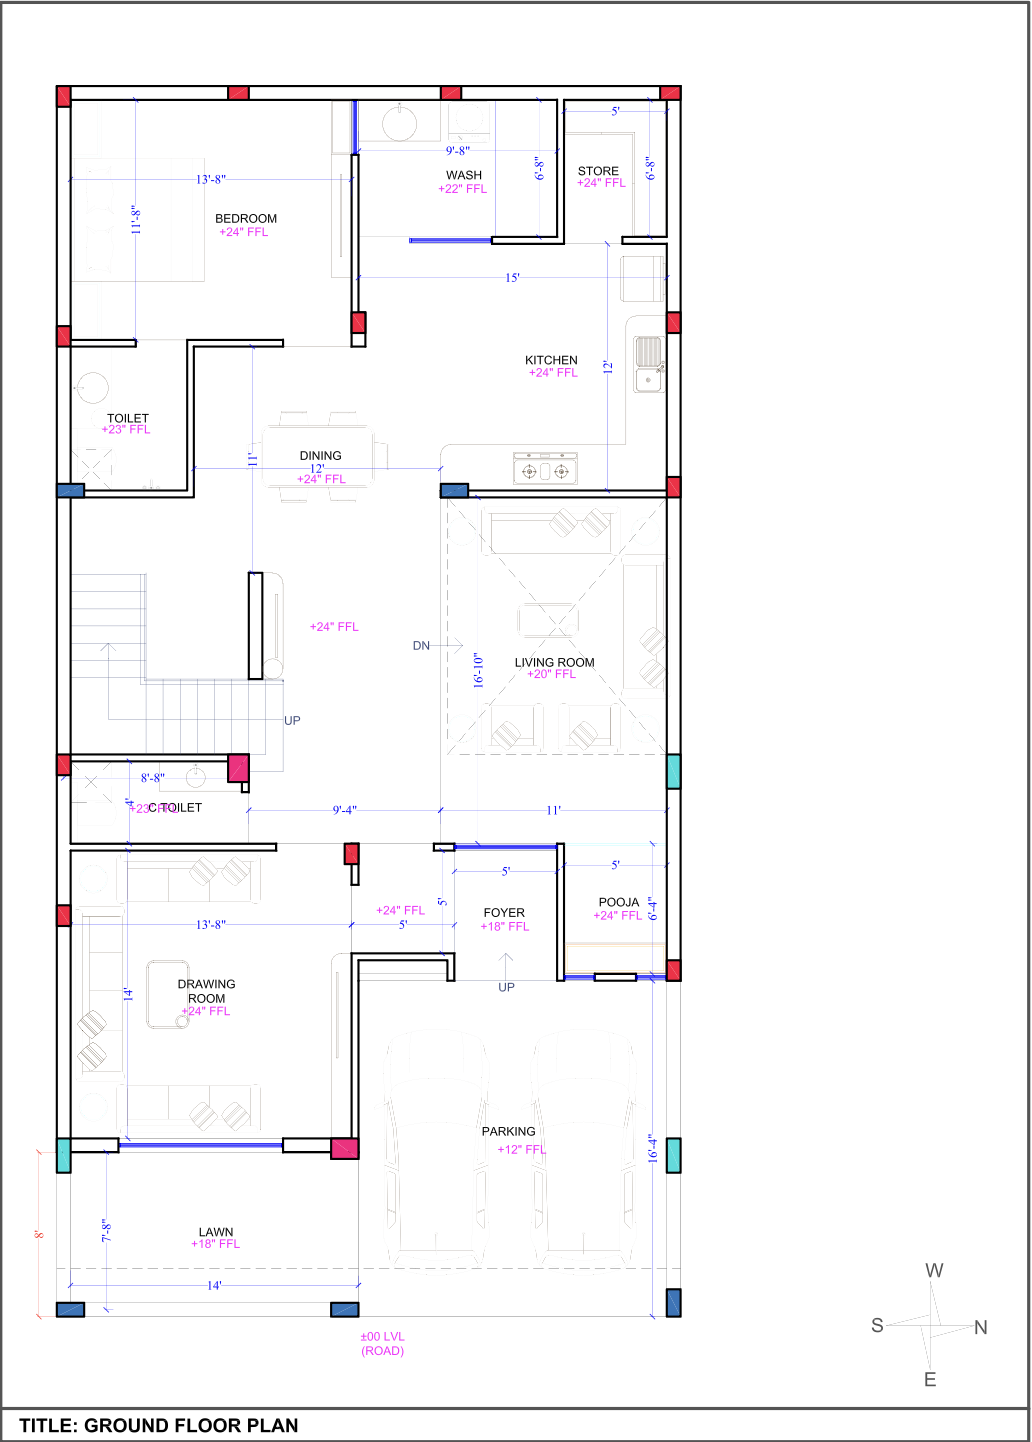 5'
9'-8"
WASH
+22" FFL
6'-8"
STORE
+24" FFL
6'-8"
13'-8"
11'-8"
BEDROOM
+24" FFL
15'
KITCHEN
+24" FFL
12'
TOILET
+23" FFL
DINING
12'
+24" FFL
11'
+24" FFL
DN
LIVING ROOM
+20" FFL
16'-10"
UP
8'-8"
4'
C TOILET
+23" FFL
9'-4"
11'
5'
5'
5'
+24" FFL
5'
FOYER
+18" FFL
POOJA
+24" FFL
6'-4"
13'-8"
DRAWING
ROOM
+24" FFL
14'
UP
PARKING
+12" FFL
16'-4"
8'
7'-8"
LAWN
+18" FFL
14'
±00 LVL
(ROAD)
W
S
N
E
TITLE: GROUND FLOOR PLAN